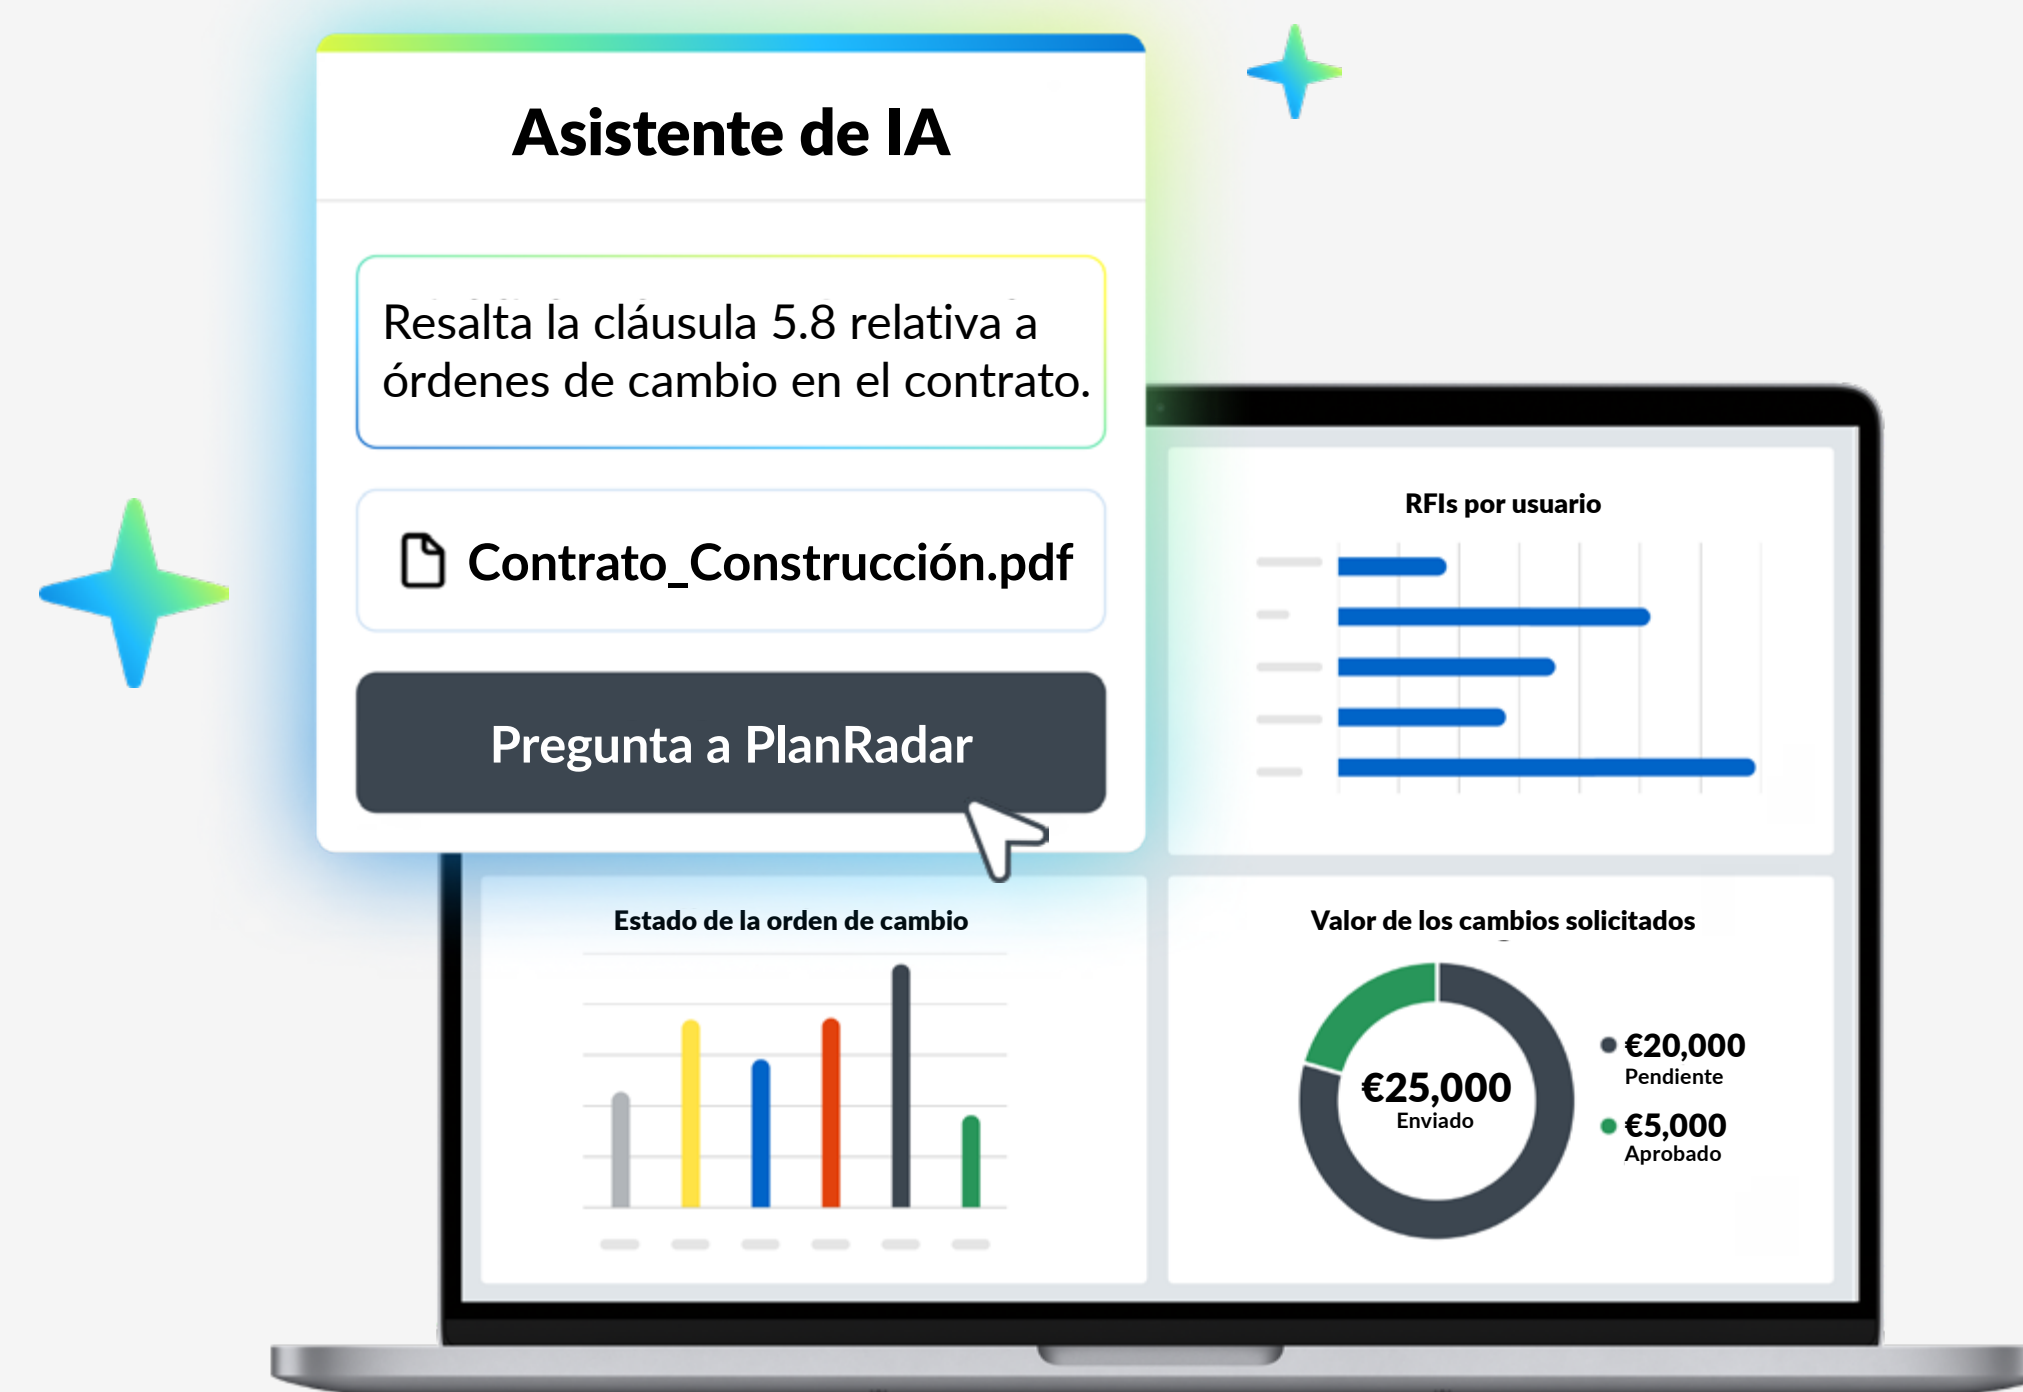 Asistente de IA
Resalta la cláusula 5.8 relativa a
órdenes de cambio en el contrato.
Contrato_Construcción.pdf
Pregunta a PlanRadar
RFIs por usuario
Estado de la orden de cambio
Valor de los cambios solicitados
€25,000
Enviado
€20,000
Pendiente
€5,000
Aprobado